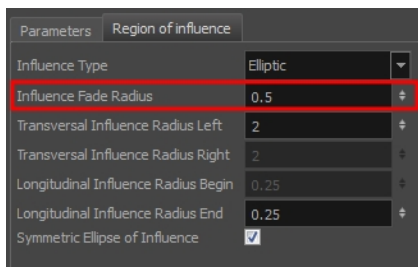 Parameters Region of influence
Influence Type Elliptic
Influence Fade Radius 0.5
Transversal Influence Radius Left 2
Transversal Influence Radius Right 2
Longitudinal Influence Radius Begin 0.25
Longitudinal Influence Radius End 0.25
Symmetric Ellipse of Influence